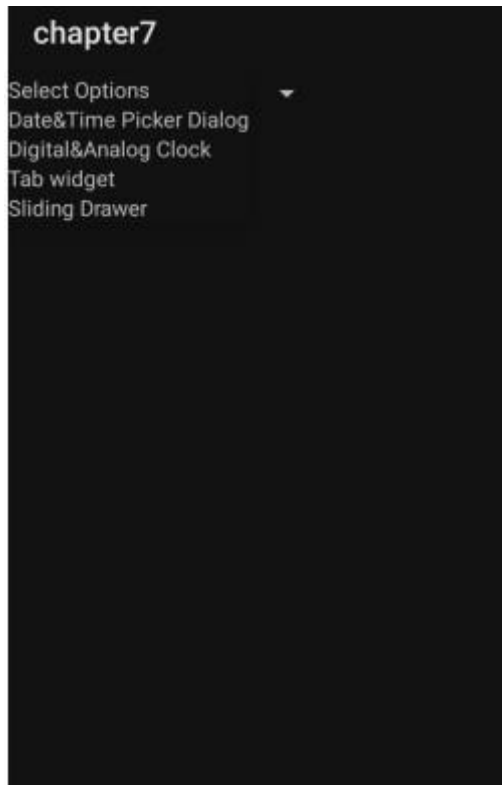 chapter7
Select Options
Date&Time Picker Dialog
Digital&Analog Clock
Tab widget
Sliding Drawer